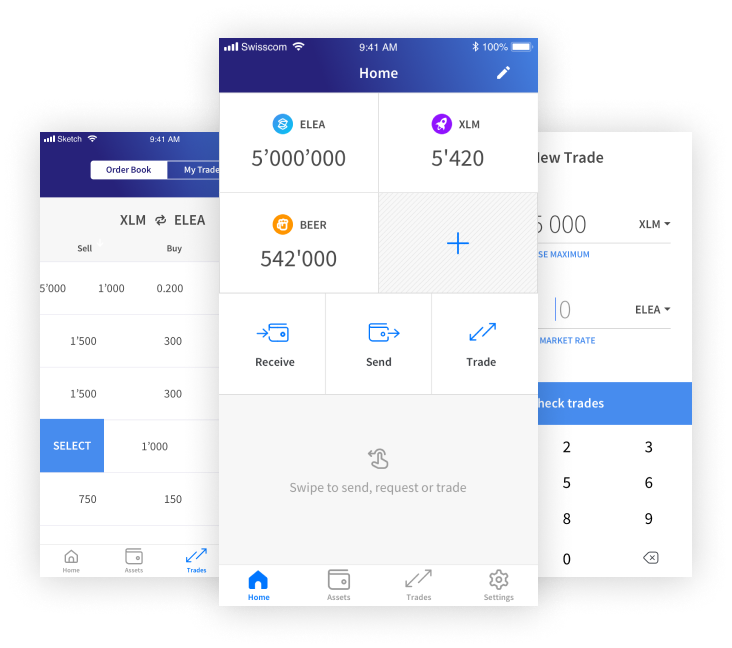 Swisscom
9:41 AM
100%
Home
ELEA
5’000’000
XLM
5'420
BEER
542'000
Receive
Send
Trade
Swipe to send, request or trade
Home
Assets
Trades
Settings
Sketch
9:41 AM
Order Book
My Trade
XLM ELEA
Sell Buy
5'000 1'000 0.200
1'500 300
1'500 300
SELECT 1’000
750 150
Home
Assets
Trades
New Trade
5 000 XLM
SE MAXIMUM
0 ELEA
MARKET RATE
heck trades
2 3
5 6
8 9
0